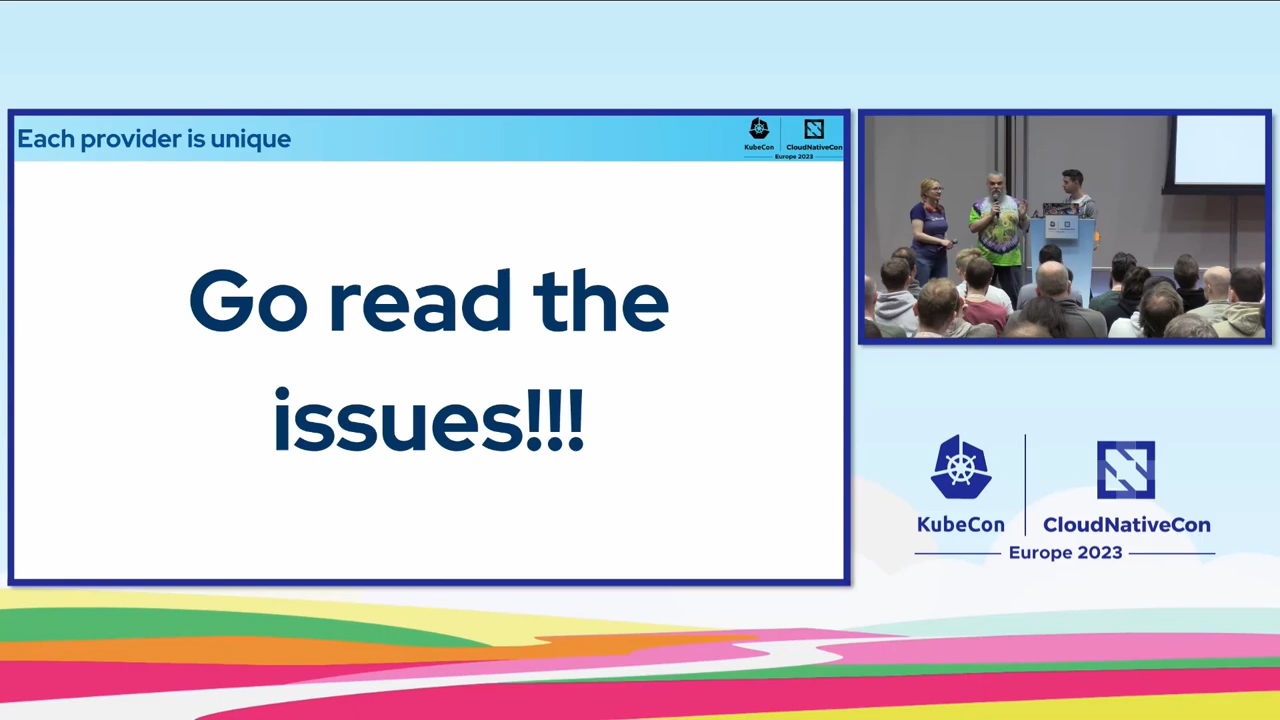 Each provider is unique
KubeCon
CloudNativeCon
Europe 2023
Go read the
issues!!!
KubeCon
CloudNativeCon
Europe 2023